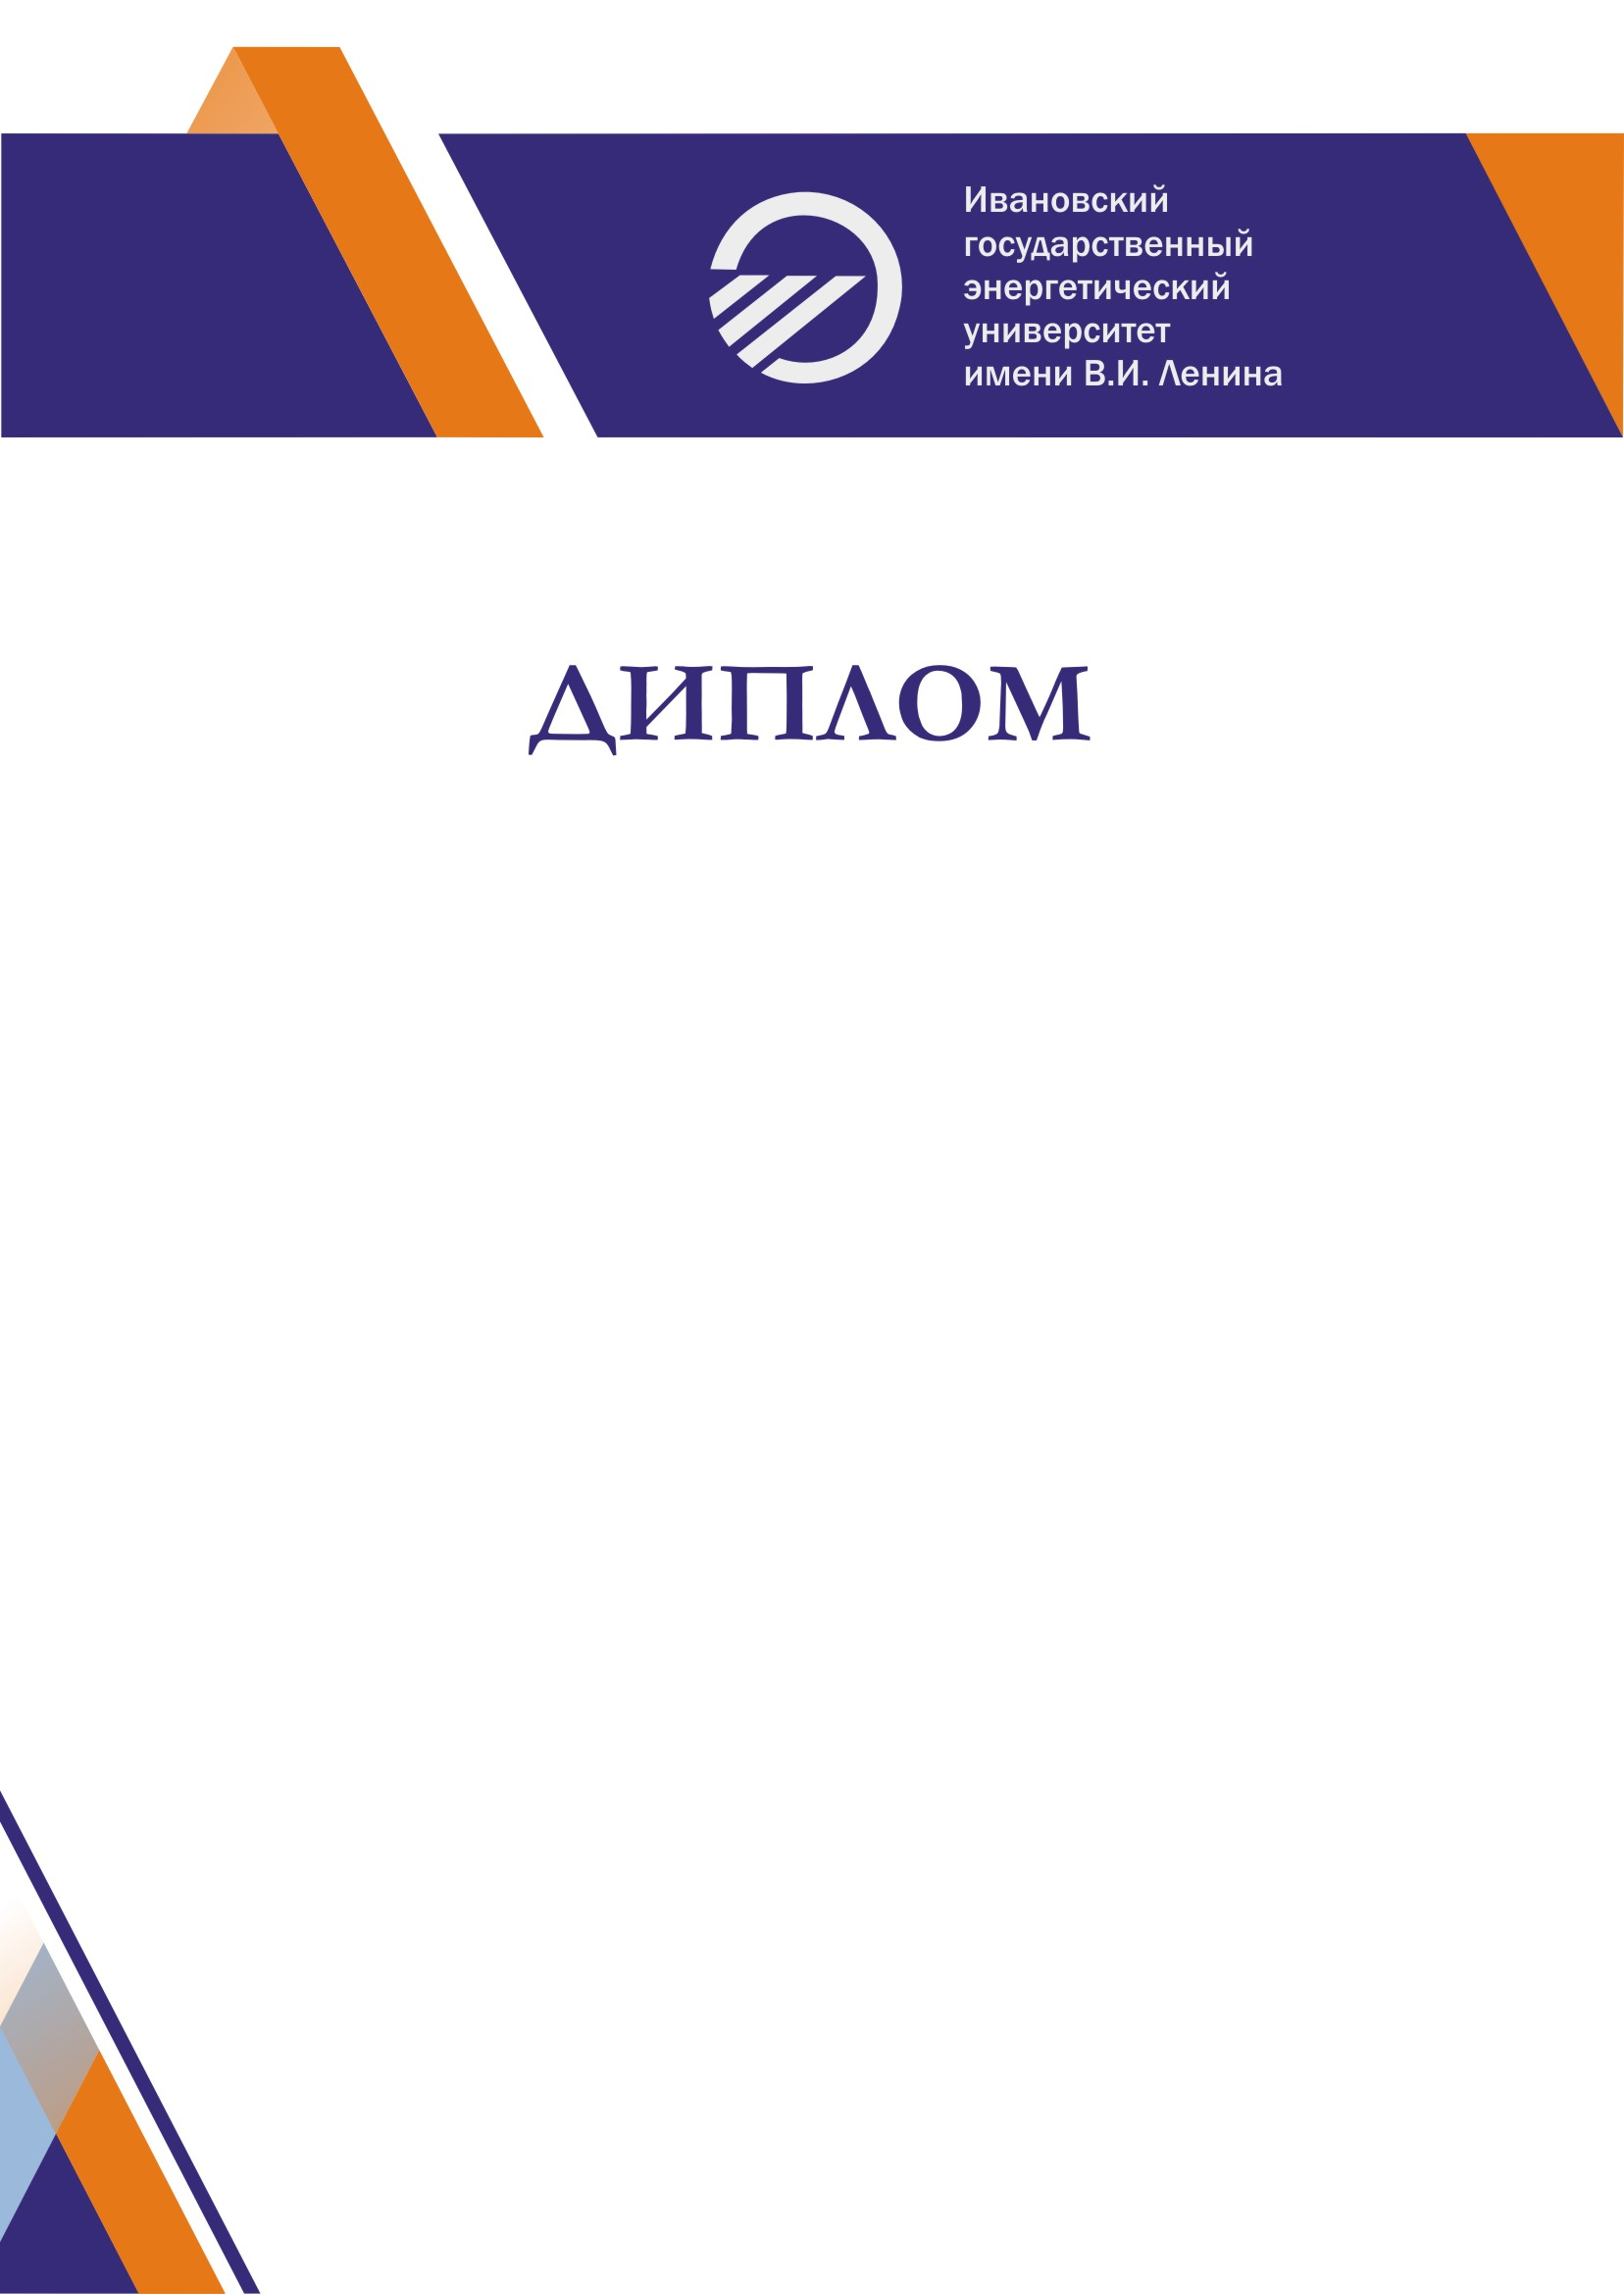 Ивановский
государственный
энергетический
университет
имени В.И. Ленина
ДИПЛОМ